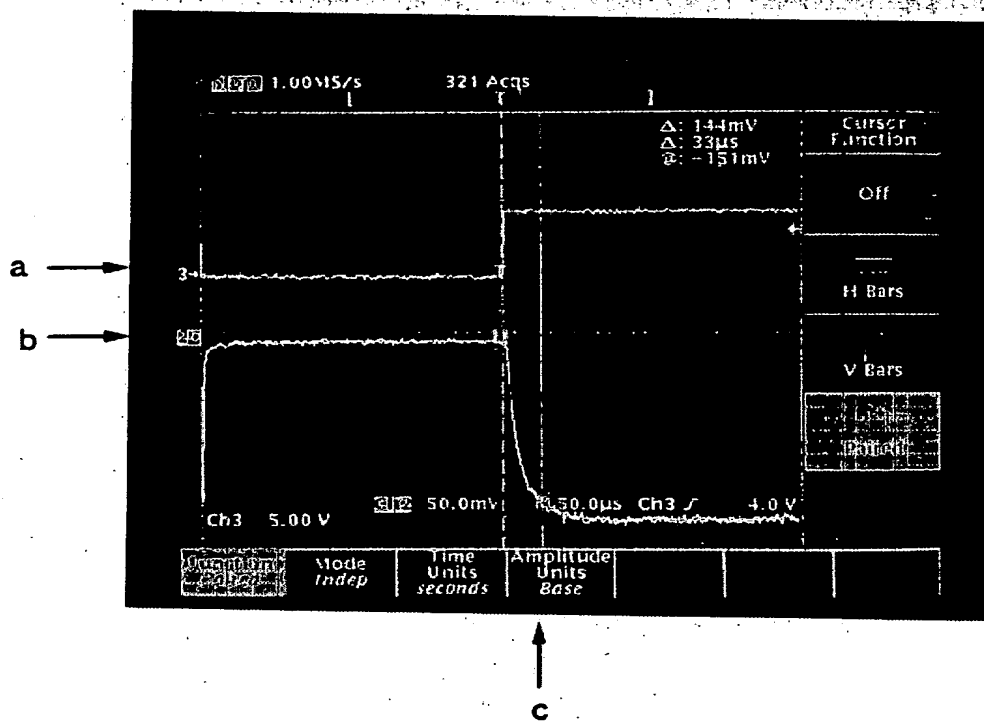 1.00MS/s 321 Acqs
T
Δ: 144mV
Δ: 33µs
@: -151mV
Cursor
Function
Off
a
3→
H Bars
b
V Bars
Paired
50.0mV
50.0µs Ch3
4.0 V
Ch3 5.00 V
Mode
Indep
Time
Units
seconds
Amplitude
Units
Base
c